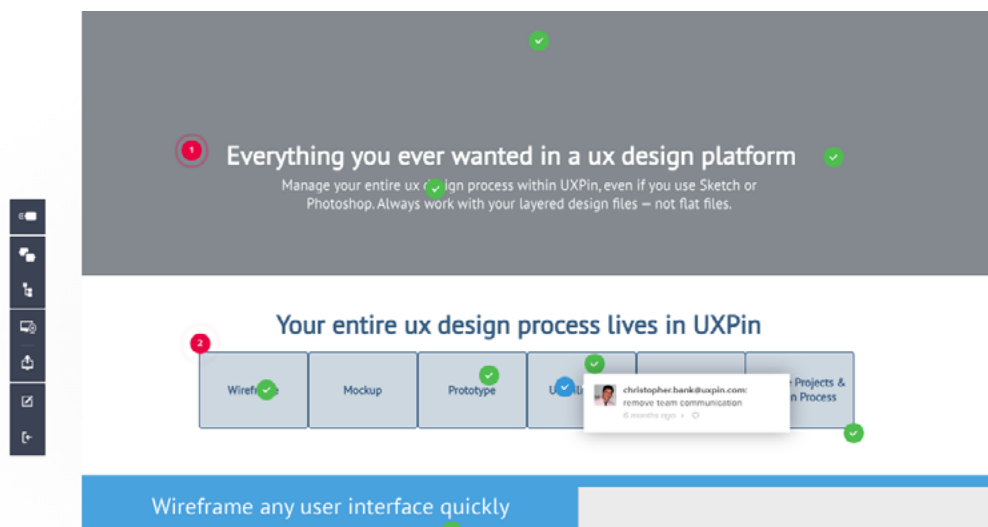 1
Everything you ever wanted in a ux design platform
Manage your entire ux design process within UXPin, even if you use Sketch or
Photoshop. Always work with your layered design files — not flat files.
Your entire ux design process lives in UXPin
2
Wireframe
Mockup
Prototype
christopher.bank@uxpin.com:
remove team communication
6 months ago
Projects &
Process
Wireframe any user interface quickly